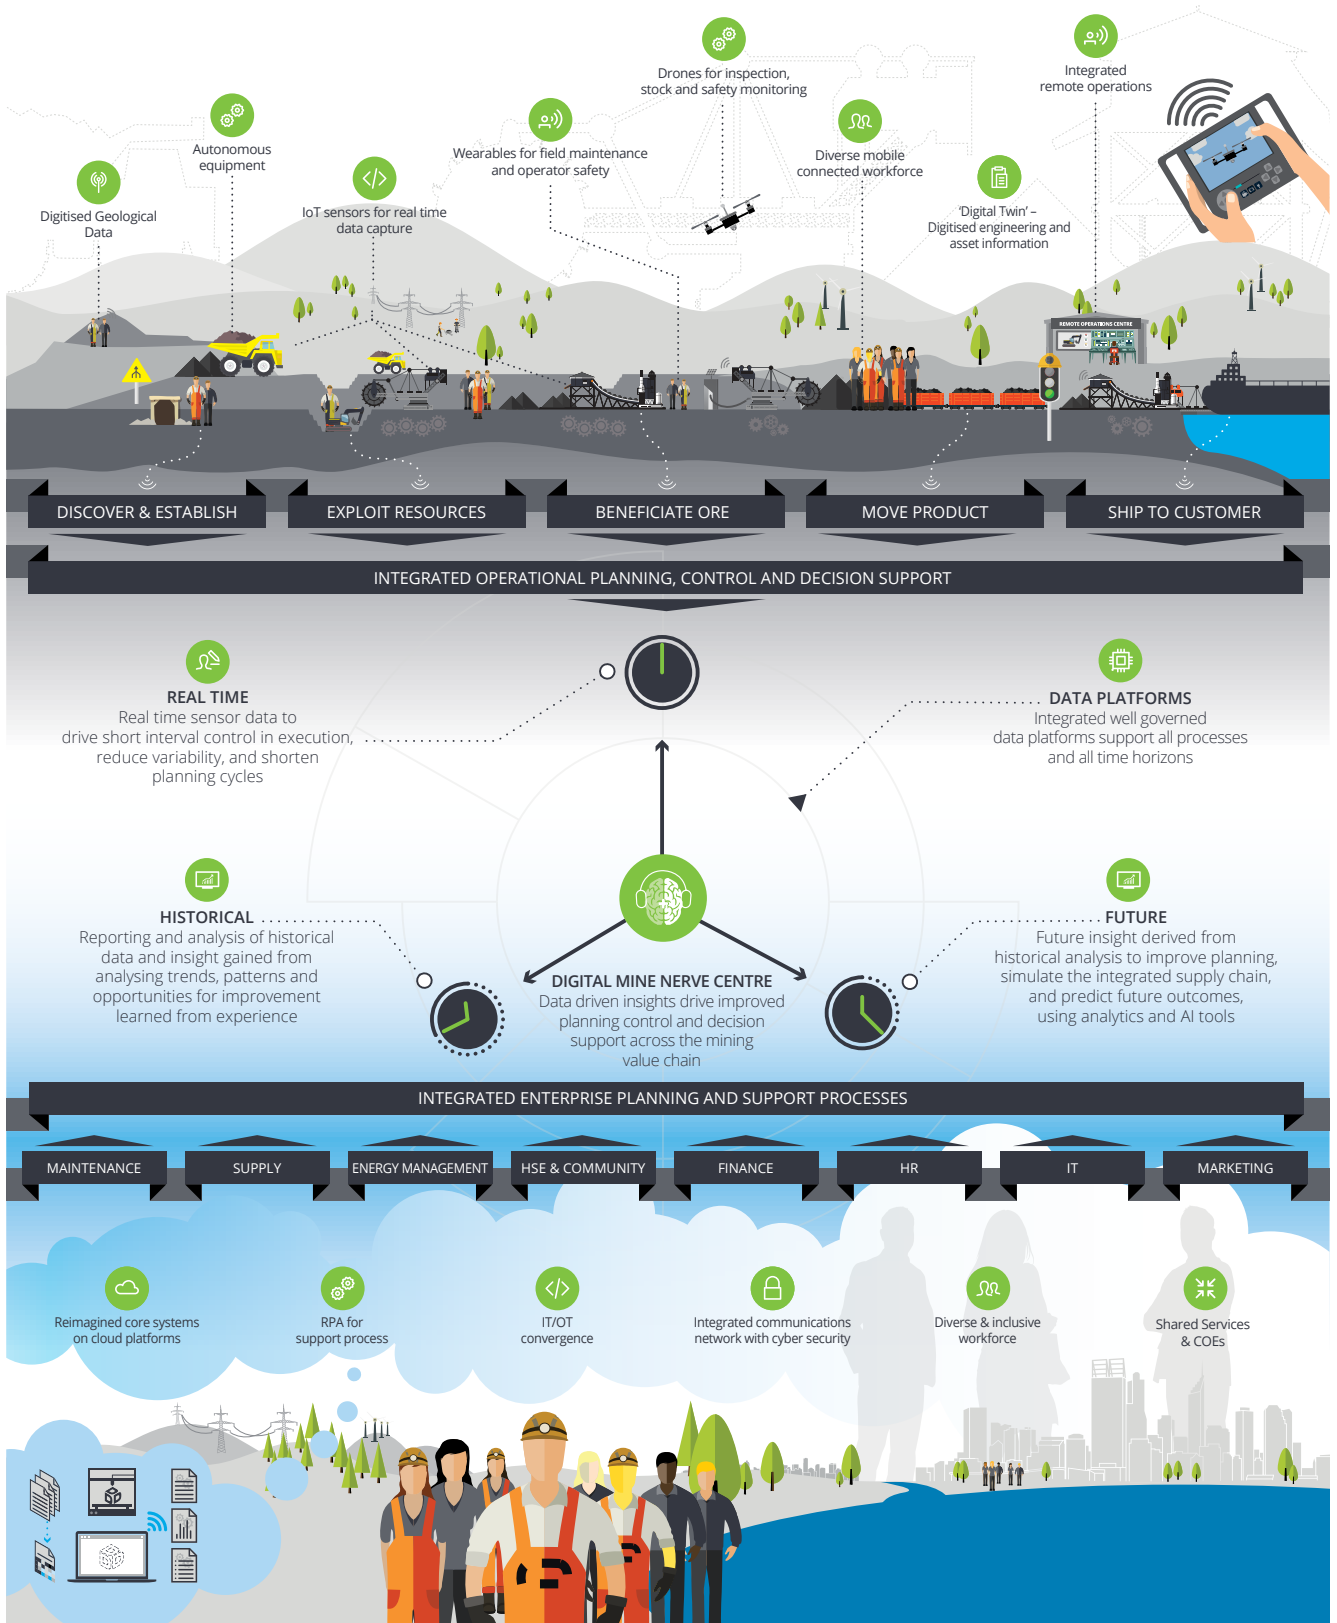 Drones for inspection,
stock and safety monitoring
Integrated
remote operations
Autonomous
equipment
Wearables for field maintenance
and operator safety
Diverse mobile
connected workforce
Digitised Geological
Data
IoT sensors for real time
data capture
‘Digital Twin’ –
Digitised engineering and
asset information
REMOTE OPERATIONS CENTRE
DISCOVER & ESTABLISH
EXPLOIT RESOURCES
BENEFICIATE ORE
MOVE PRODUCT
SHIP TO CUSTOMER
INTEGRATED OPERATIONAL PLANNING, CONTROL AND DECISION SUPPORT
REAL TIME
Real time sensor data to
drive short interval control in execution,
reduce variability, and shorten
planning cycles
DATA PLATFORMS
Integrated well governed
data platforms support all processes
and all time horizons
HISTORICAL
Reporting and analysis of historical
data and insight gained from
analysing trends, patterns and
opportunities for improvement
learned from experience
DIGITAL MINE NERVE CENTRE
Data driven insights drive improved
planning control and decision
support across the mining
value chain
FUTURE
Future insight derived from
historical analysis to improve planning,
simulate the integrated supply chain,
and predict future outcomes,
using analytics and AI tools
INTEGRATED ENTERPRISE PLANNING AND SUPPORT PROCESSES
MAINTENANCE
SUPPLY
ENERGY MANAGEMENT
HSE & COMMUNITY
FINANCE
HR
IT
MARKETING
Reimagined core systems
on cloud platforms
RPA for
support process
IT/OT
convergence
Integrated communications
network with cyber security
Diverse & inclusive
workforce
Shared Services
& COEs